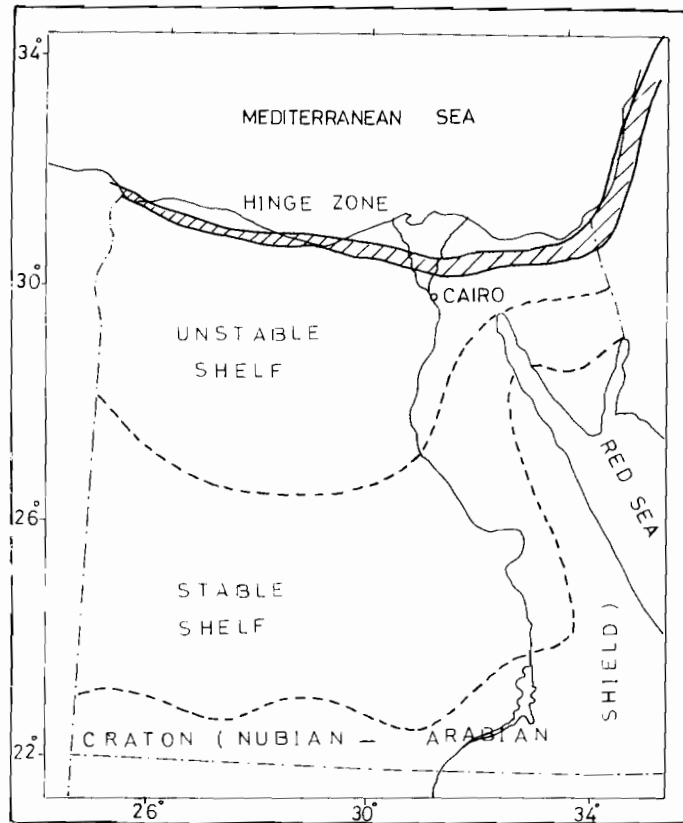 34°
MEDITERRANEAN SEA
HINGE ZONE
30°
CAIRO
UNSTABLE
SHELF
RED SEA
26°
STABLE
SHELF
SHIELD)
CRATON (NUBIAN – ARABIAN
22°
26°
30°
34°